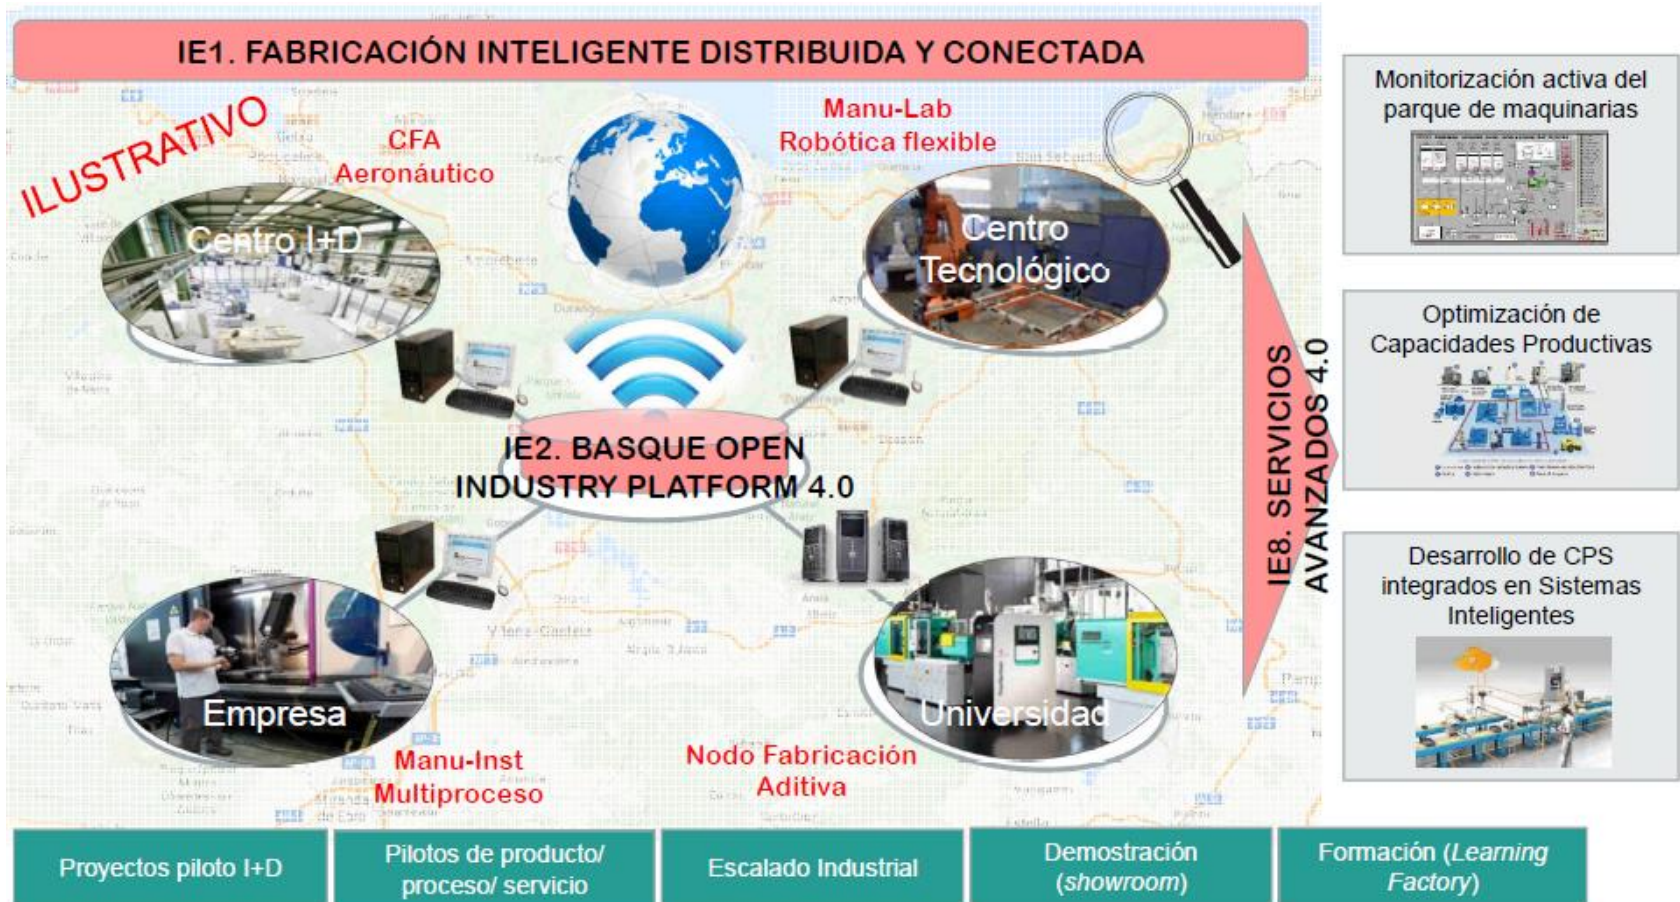 IE1. FABRICACIÓN INTELIGENTE DISTRIBUIDA Y CONECTADA
ILUSTRATIVO
CFA
Aeronáutico
Manu-Lab
Robótica flexible
Centro I+D
Centro
Tecnológico
IE2. BASQUE OPEN
INDUSTRY PLATFORM 4.0
Empresa
Universidad
Manu-Inst
Multiproceso
Nodo Fabricación
Aditiva
Vitoria-Gasteiz
IE8. SERVICIOS
AVANZADOS 4.0
Monitorización activa del
parque de maquinarias
Optimización de
Capacidades Productivas
Desarrollo de CPS
integrados en Sistemas
Inteligentes
Proyectos piloto I+D
Pilotos de producto/
proceso/ servicio
Escalado Industrial
Demostración
(showroom)
Formación (Learning
Factory)